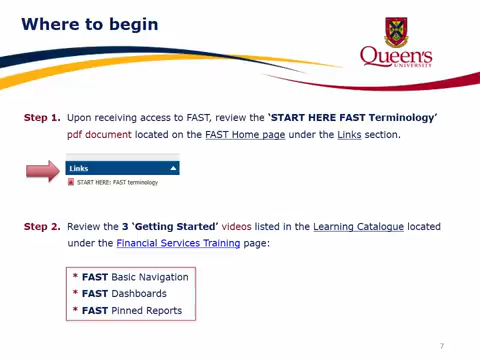 Where to begin
Queen's
UNIVERSITY
Step 1. Upon receiving access to FAST, review the ‘START HERE FAST Terminology’
pdf document located on the FAST Home page under the Links section.
Links
START HERE: FAST terminology
Step 2. Review the 3 ‘Getting Started’ videos listed in the Learning Catalogue located
under the Financial Services Training page:
* FAST Basic Navigation
* FAST Dashboards
* FAST Pinned Reports
7